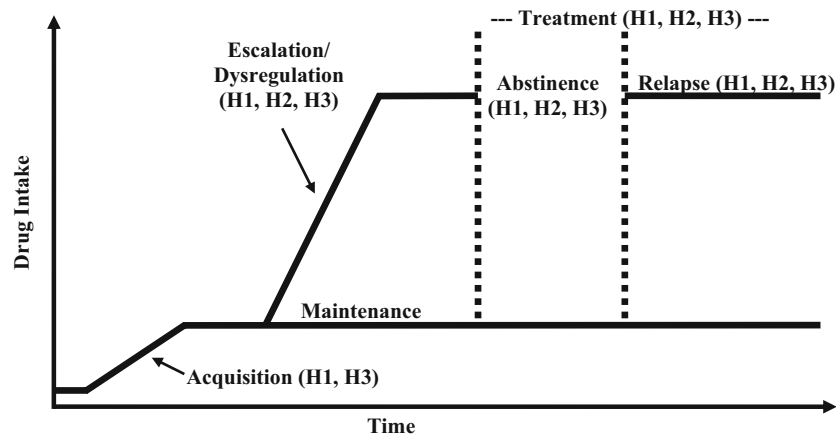 --- Treatment (H1, H2, H3) ---
Escalation/
Dysregulation
(H1, H2, H3)
Abstinence
(H1, H2, H3)
Relapse (H1, H2, H3)
Drug Intake
Maintenance
Acquisition (H1, H3)
Time